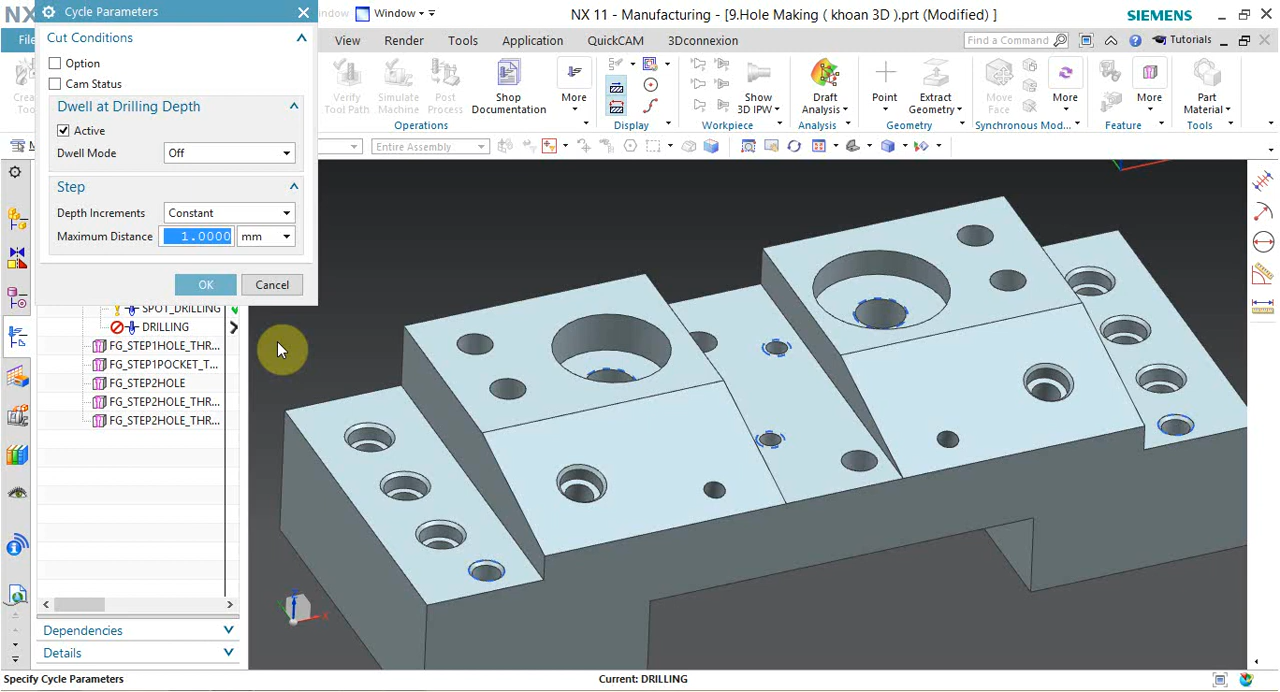 NX
Cycle Parameters
Window
NX 11 - Manufacturing - [9.Hole Making ( khoan 3D ).prt (Modified) ]
SIEMENS
View
Render
Tools
Application
QuickCAM
3Dconnexion
Find a Command
Tutorials
Verify
Tool Path
Simulate
Machine
Post
Process
Shop
Documentation
More
Operations
Display
Show
3D IPW
Workpiece
Draft
Analysis
Analysis
Point
Extract
Geometry
Geometry
Move
Face
More
Synchronous Mod...
More
Feature
Part
Material
Tools
Entire Assembly
Cut Conditions
Option
Cam Status
Dwell at Drilling Depth
Active
Dwell Mode
Off
Step
Depth Increments
Constant
Maximum Distance
1.0000
mm
OK
Cancel
SPOT_DRILLING
DRILLING
FG_STEP1HOLE_THR...
FG_STEP1POCKET_T...
FG_STEP2HOLE
FG_STEP2HOLE_THR...
FG_STEP2HOLE_THR...
Dependencies
Details
Specify Cycle Parameters
Current: DRILLING